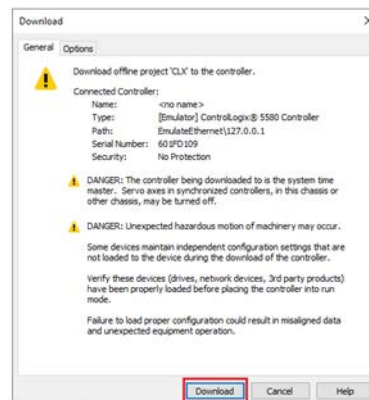 Download
General Options
Download offline project 'CLX' to the controller.
Connected Controller:
Name: <no name>
Type: [Emulator] ControlLogix® 5580 Controller
Path: EmulateEthernet\127.0.0.1
Serial Number: 601FD109
Security: No Protection
DANGER: The controller being downloaded to is the system time
master. Servo axes in synchronized controllers, in this chassis or
other chassis, may be turned off.
DANGER: Unexpected hazardous motion of machinery may occur.
Some devices maintain independent configuration settings that are
not loaded to the device during the download of the controller.
Verify these devices (drives, network devices, 3rd party products)
have been properly loaded before placing the controller into run
mode.
Failure to load proper configuration could result in misaligned data
and unexpected equipment operation.
Download Cancel Help